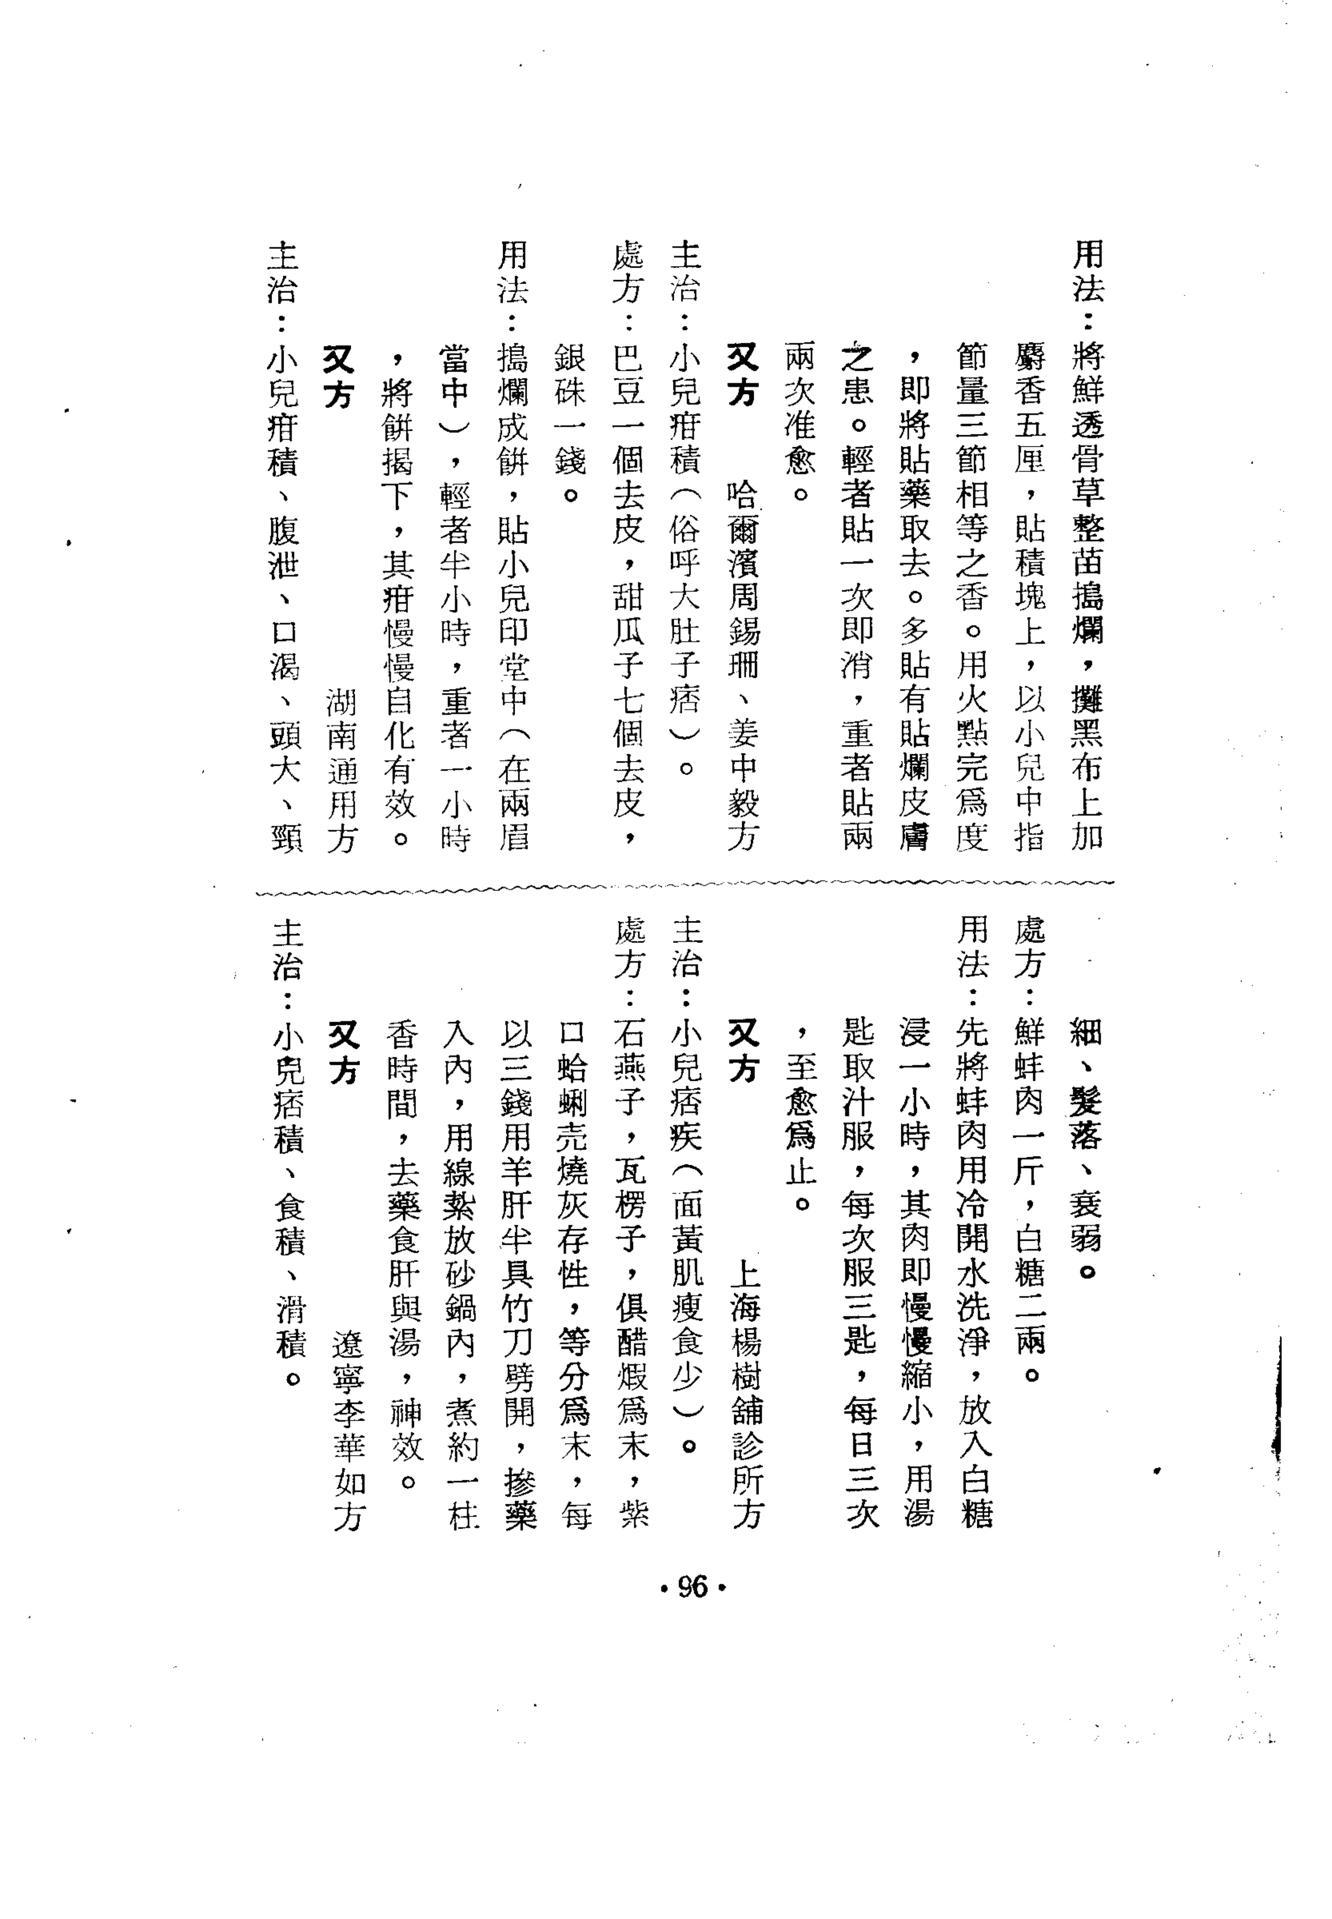 用法：將鮮透骨草整苗搗爛，攤黑布上加
麝香五厘，貼積塊上，以小兒中指
節量三節相等之香。用火點完爲度
，即將貼藥取去。多貼有貼爛皮膚
之患。輕者貼一次即消，重者貼兩
兩次准愈。
又方　哈爾濱周錫珊、姜中毅方
主治：小兒疳積（俗呼大肚子痞）。
處方：巴豆一個去皮，甜瓜子七個去皮，
銀硃一錢。
用法：搗爛成餅，貼小兒印堂中（在兩眉
當中），輕者半小時，重者一小時
，將餅揭下，其疳慢慢自化有效。
又方　湖南通用方
主治：小兒疳積、腹泄、口渴、頭大、頸
細、髮落、衰弱。
處方：鮮蚌肉一斤，白糖二兩。
用法：先將蚌肉用冷開水洗淨，放入白糖
浸一小時，其肉即慢慢縮小，用湯
匙取汁服，每次服三匙，每日三次
，至愈爲止。
又方　上海楊樹舖診所方
主治：小兒痞疾（面黃肌瘦食少）。
處方：石燕子，瓦楞子，俱醋煅爲末，紫
口蛤蜊壳燒灰存性，等分爲末，每
以三錢用羊肝半具竹刀劈開，摻藥
入內，用線紮放砂鍋內，煮約一柱
香時間，去藥食肝與湯，神效。
又方　遼寧李華如方
主治：小兒痞積、食積、滑積。
•96•